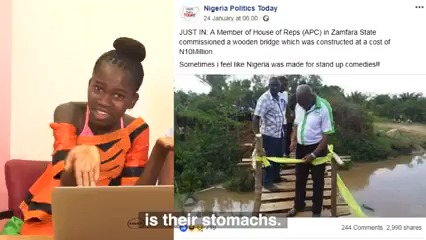 Nigeria Politics Today
24 January at 06:00
JUST IN: A Member of House of Reps (APC) in Zamfara State
commissioned a wooden bridge which was constructed at a cost of
N10Million.
Sometimes i feel like Nigeria was made for stand up comedies!!!
is their stomachs.
244 Comments 2,990 shares